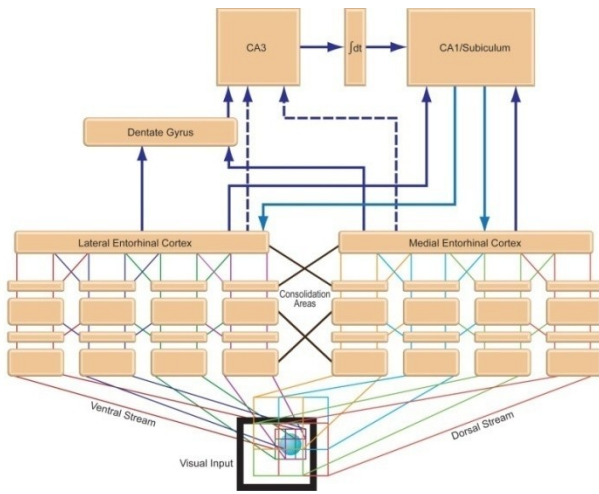 CA3
∫dt
CA1/Subiculum
Dentate Gyrus
Lateral Entorhinal Cortex
Medial Entorhinal Cortex
Consolidation
Areas
Ventral Stream
Dorsal Stream
Visual Input